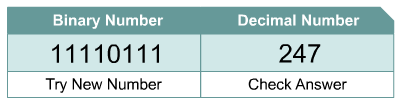 Binary Number Decimal Number
11110111 247
Try New Number Check Answer